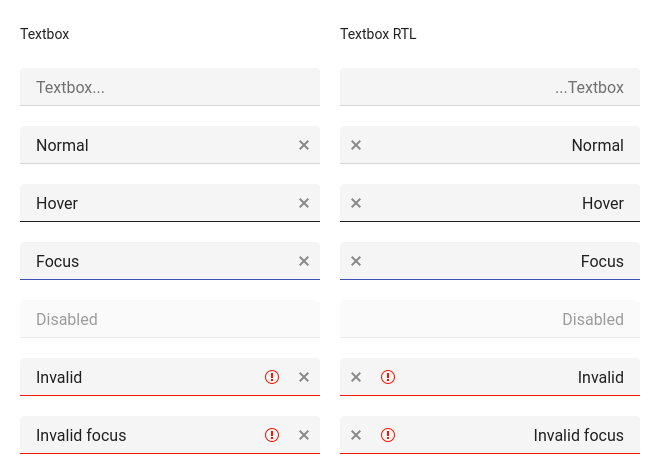 Textbox
Textbox RTL
Textbox...
...Textbox
Normal
Normal
Hover
Hover
Focus
Focus
Disabled
Disabled
Invalid
Invalid
Invalid focus
Invalid focus